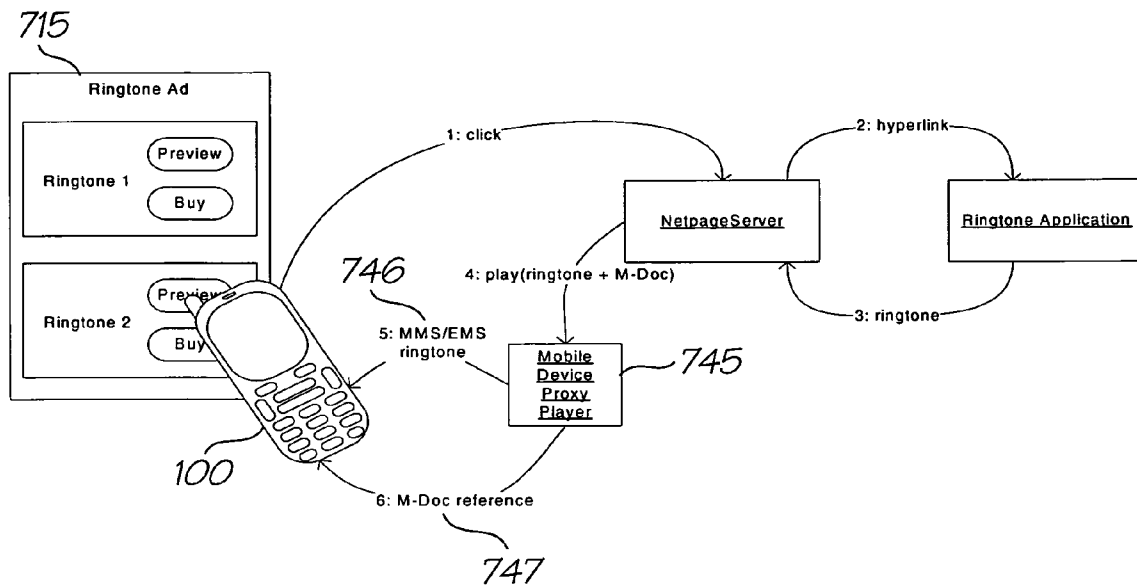 715
Ringtone Ad
Ringtone 1
Preview
Buy
Ringtone 2
Preview
Buy
1: click
2: hyperlink
NetpageServer
Ringtone Application
3: ringtone
4: play(ringtone + M-Doc)
746
5: MMS/EMS
ringtone
Mobile
Device
Proxy
Player
745
100
6: M-Doc reference
747